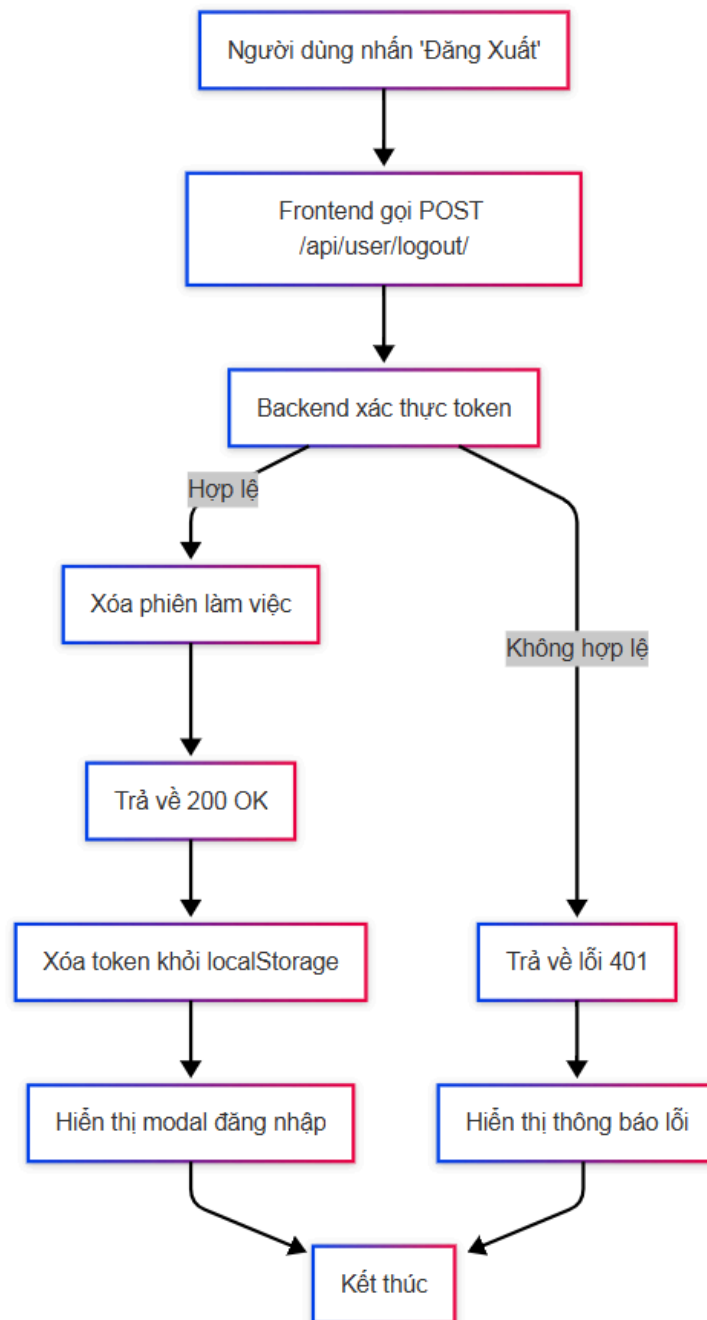 Người dùng nhấn 'Đăng Xuất'
Frontend gọi POST
/api/user/logout/
Backend xác thực token
Hợp lệ
Xóa phiên làm việc
Không hợp lệ
Trả về 200 OK
Xóa token khỏi localStorage
Trả về lỗi 401
Hiển thị modal đăng nhập
Hiển thị thông báo lỗi
Kết thúc